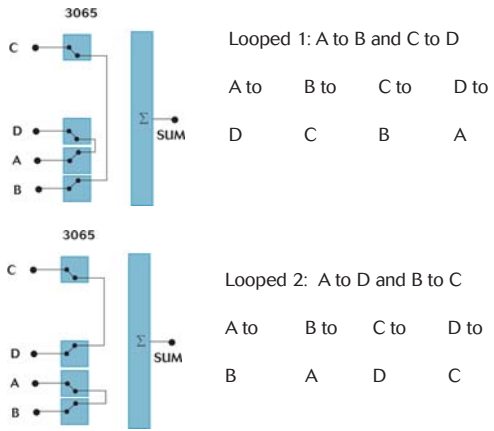 3065
C
D
A
B
Σ
SUM
Looped 1: A to B and C to D
A to B to C to D to
D C B A
3065
C
D
A
B
Σ
SUM
Looped 2: A to D and B to C
A to B to C to D to
B A D C